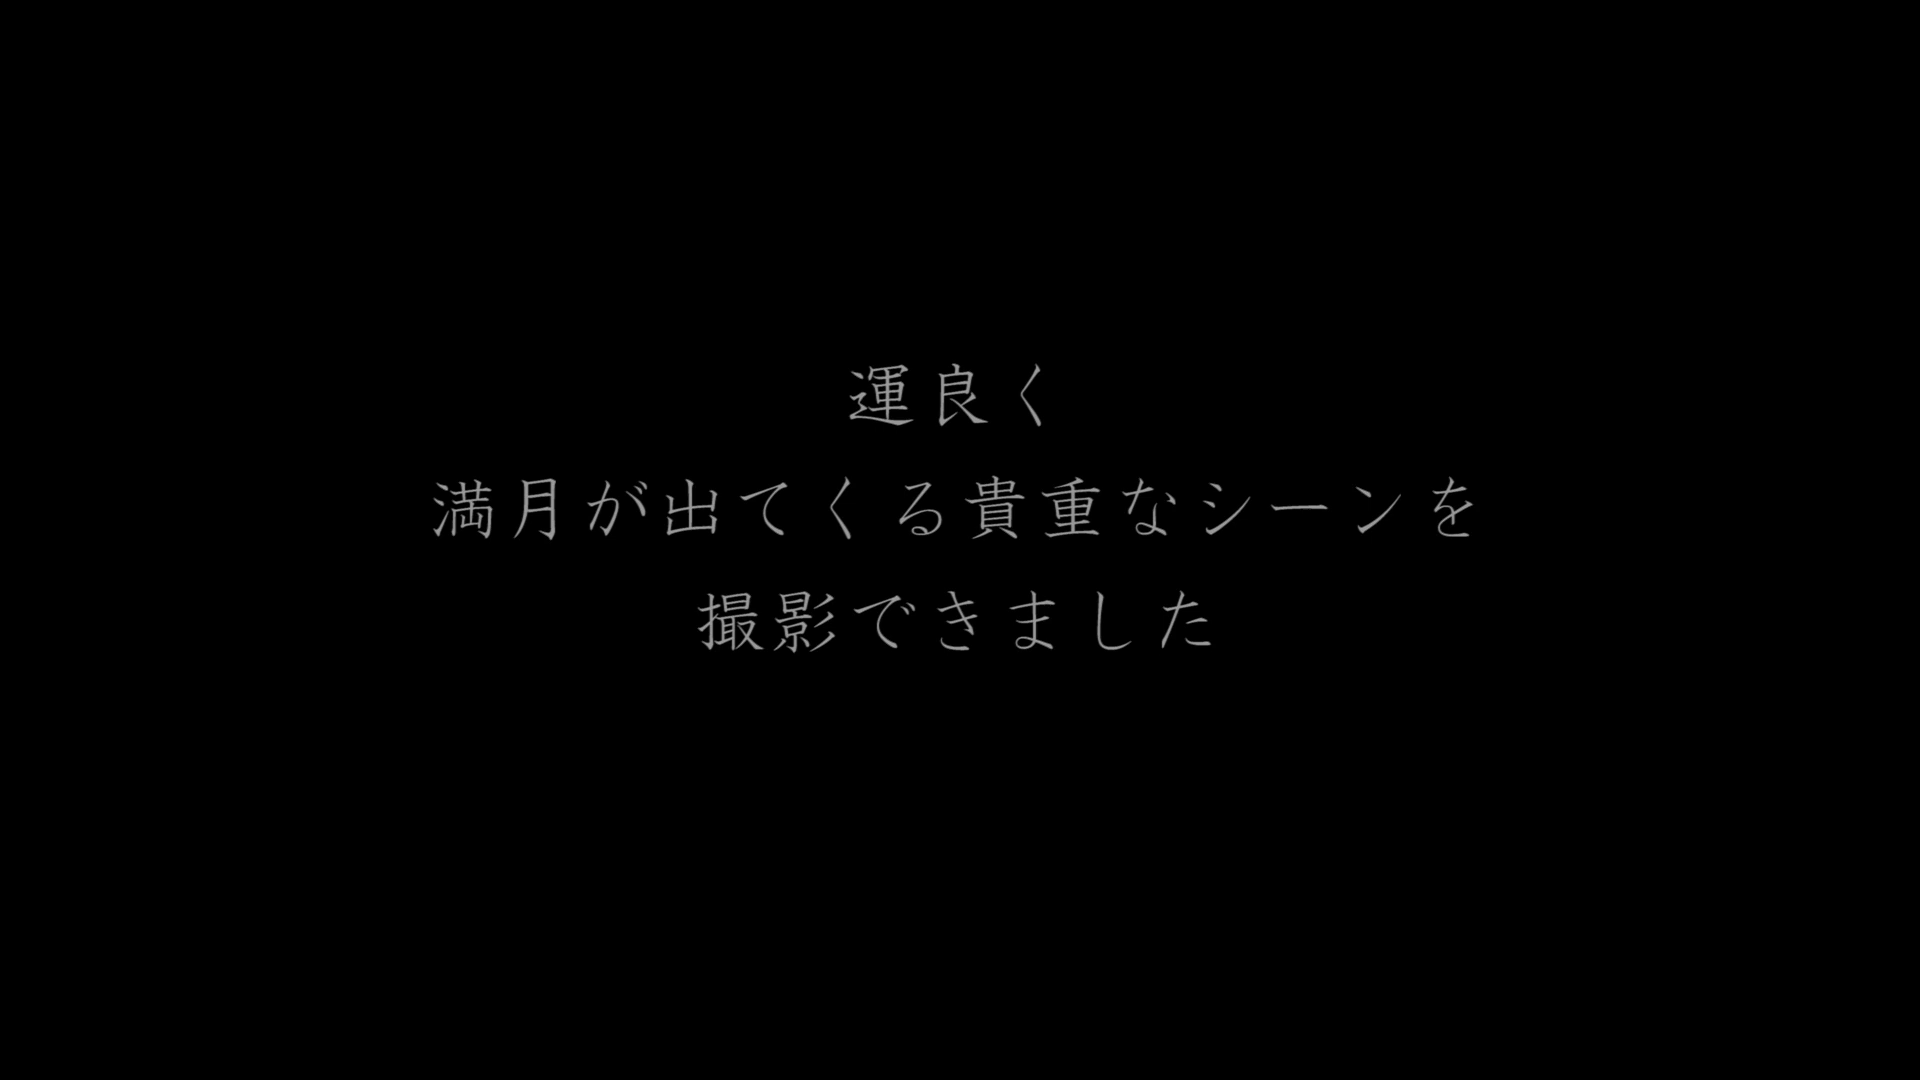 運良く
満月が出てくる貴重なシーンを
撮影できました